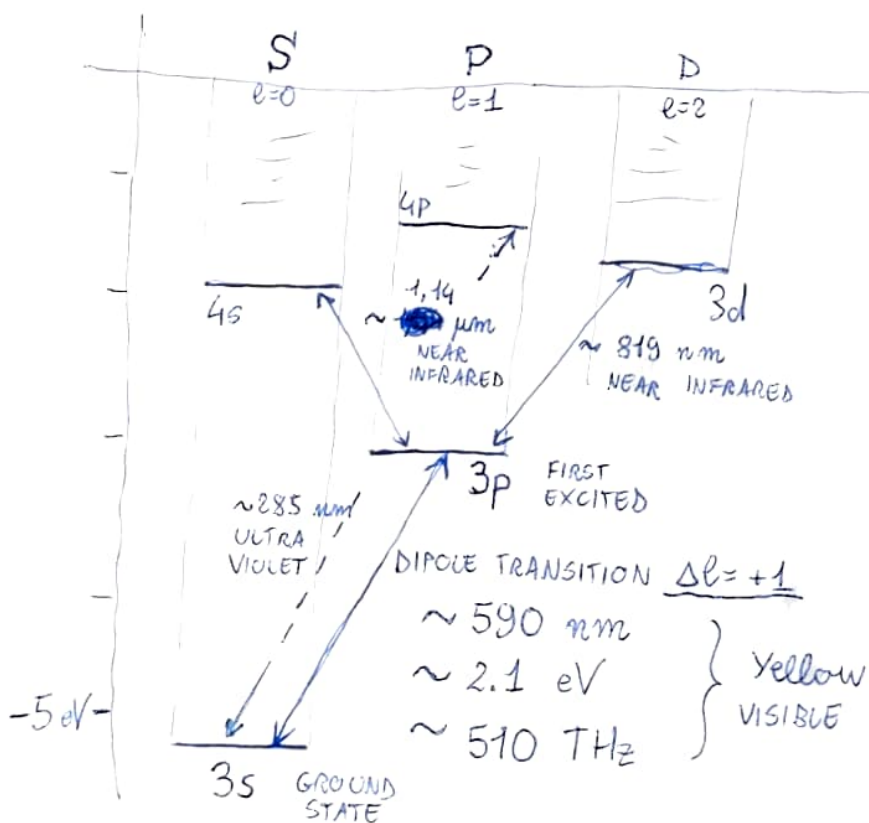 S P D
l=0 l=1 l=2
4p
4s
3d
1,14
~ μm
NEAR
INFRARED
~ 819 nm
NEAR INFRARED
3p FIRST
EXCITED
~285 nm
ULTRA
VIOLET
DIPOLE TRANSITION Δl = +1
~ 590 nm
~ 2.1 eV
~ 510 THz
Yellow
VISIBLE
-5 eV
3s GROUND
STATE